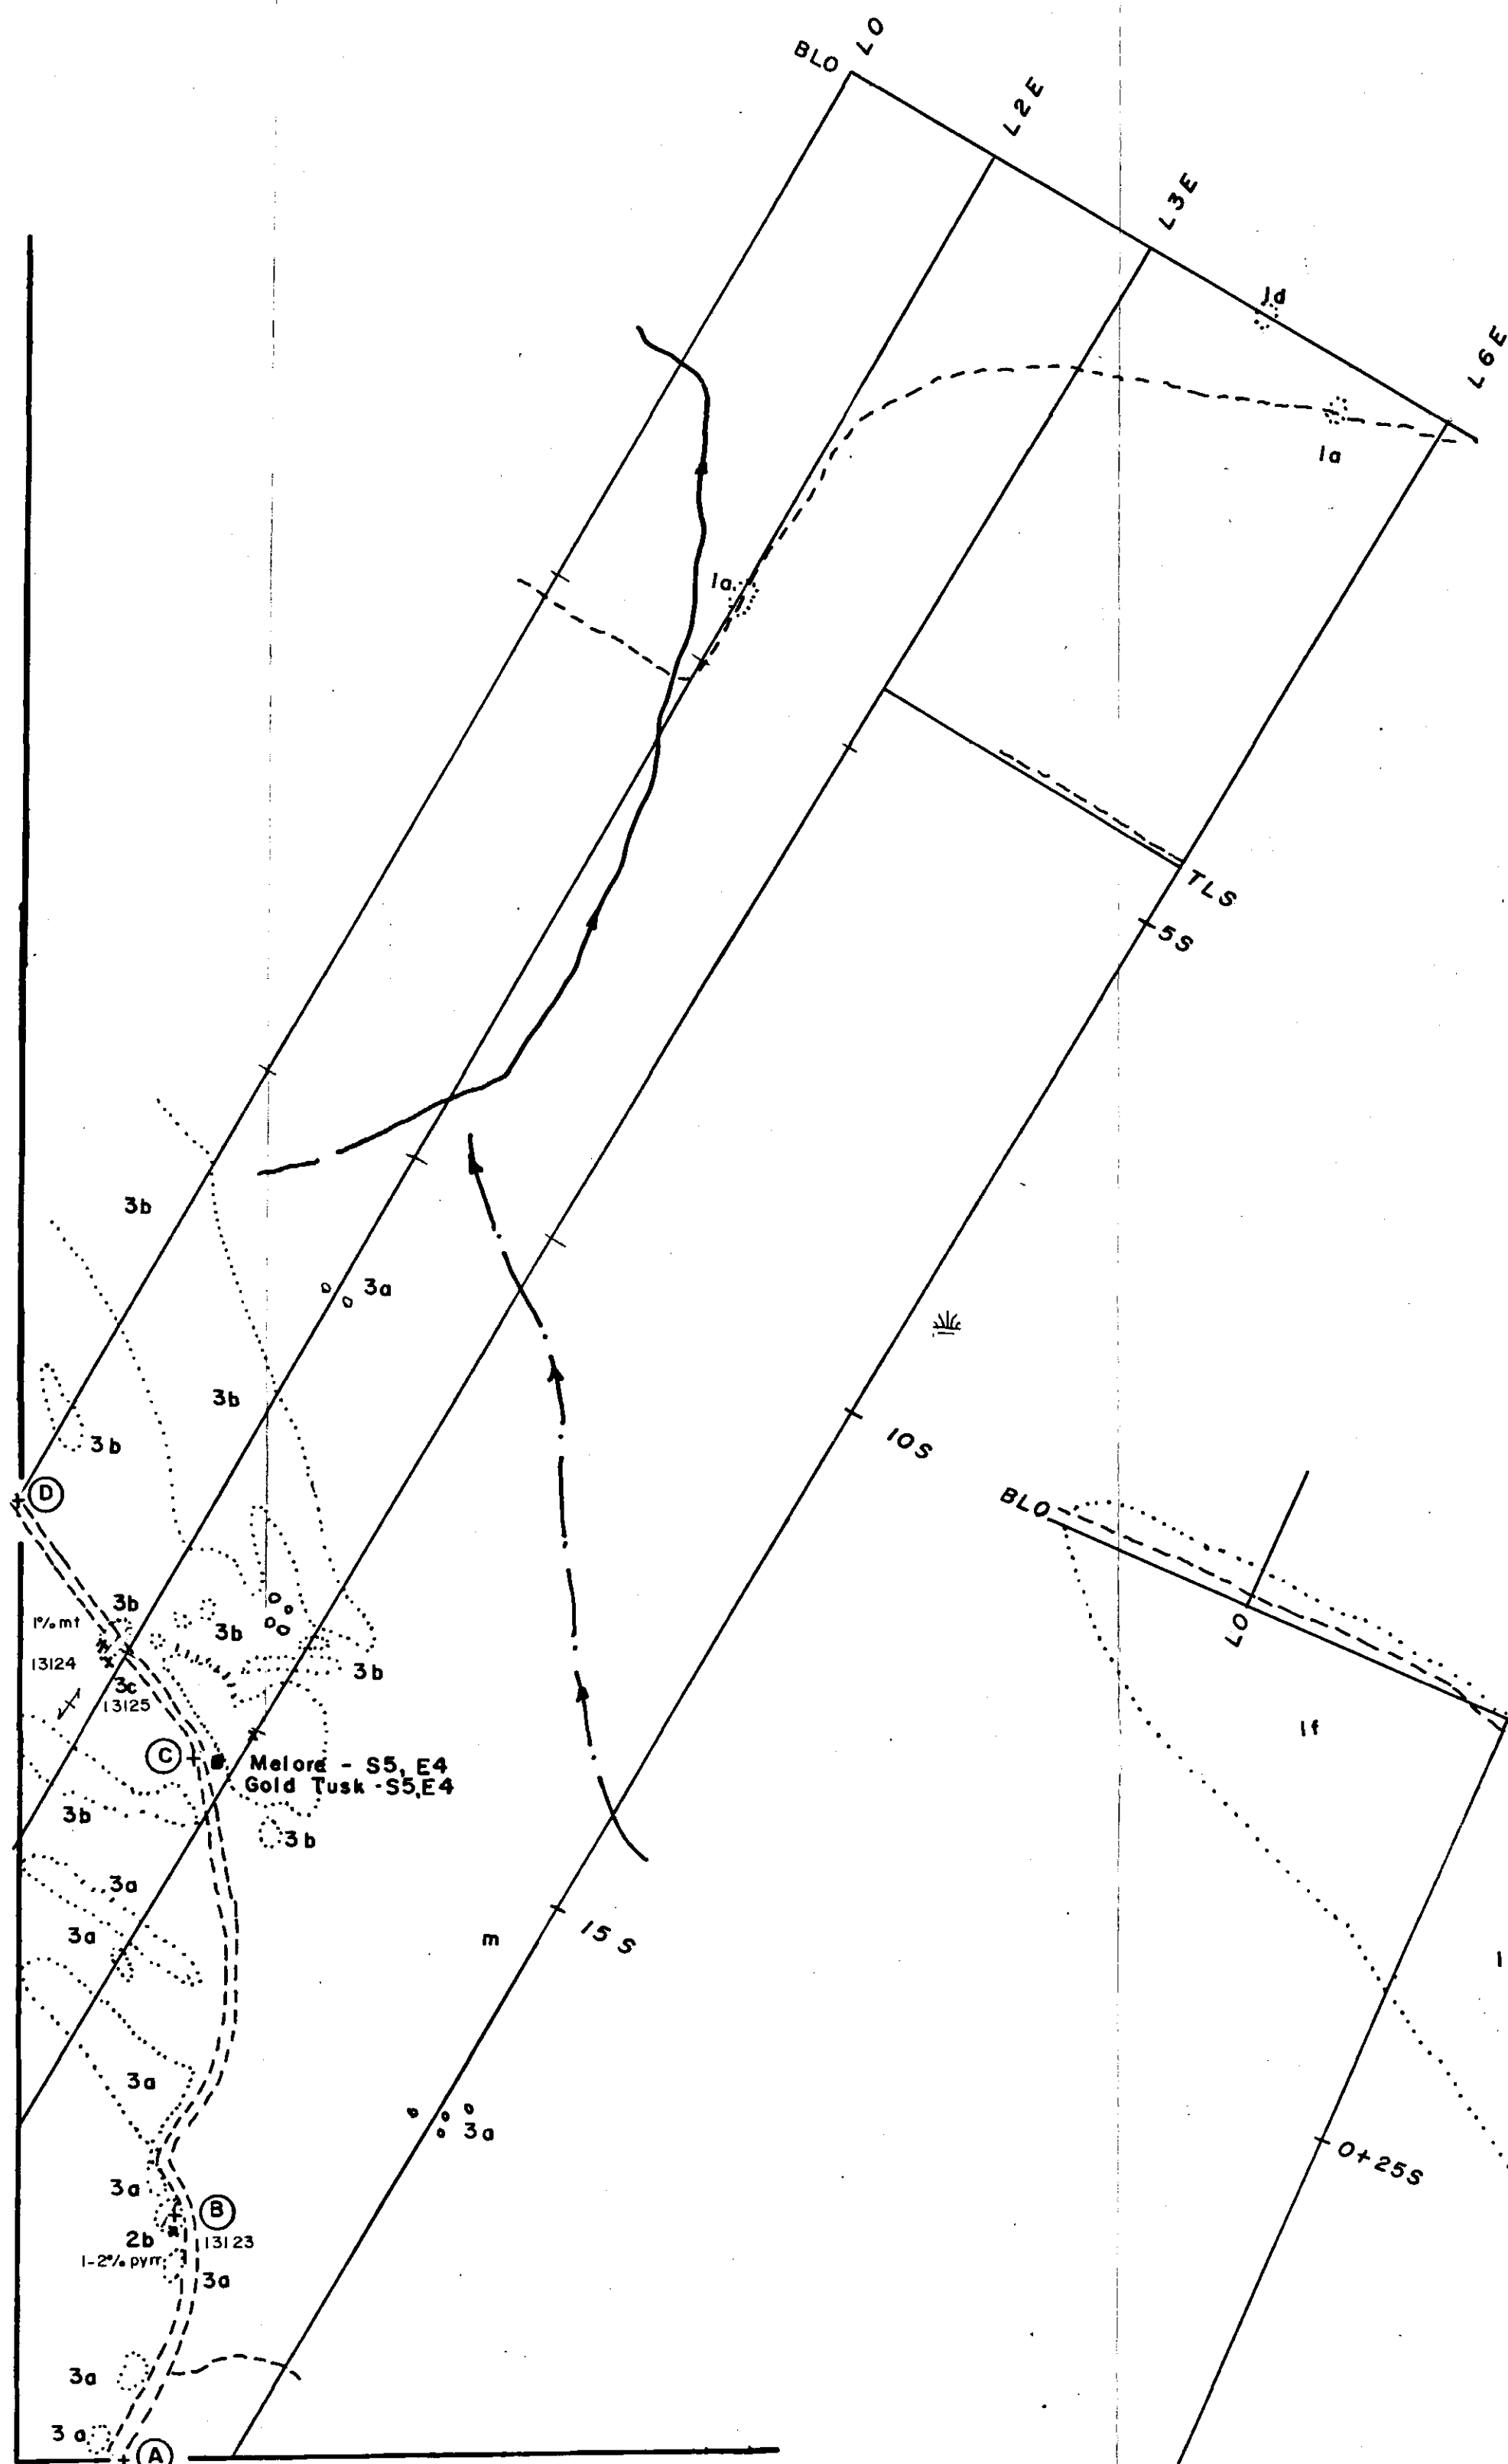 BLO
LO
L2E
L3E
1d
L6E
1a
1a
TLS
5S
3b
3a
3b
3b
10S
D
BLO
3b
1% mt
3b
LO
13124
3b
3c
13125
1f
C
Melore - S5, E4
Gold Tusk - S5, E4
3b
3b
3a
3a
m
15 S
1
3a
3a
0+25S
3a
B
2b
13123
1-2% pyrr
3a
3a
3a
A